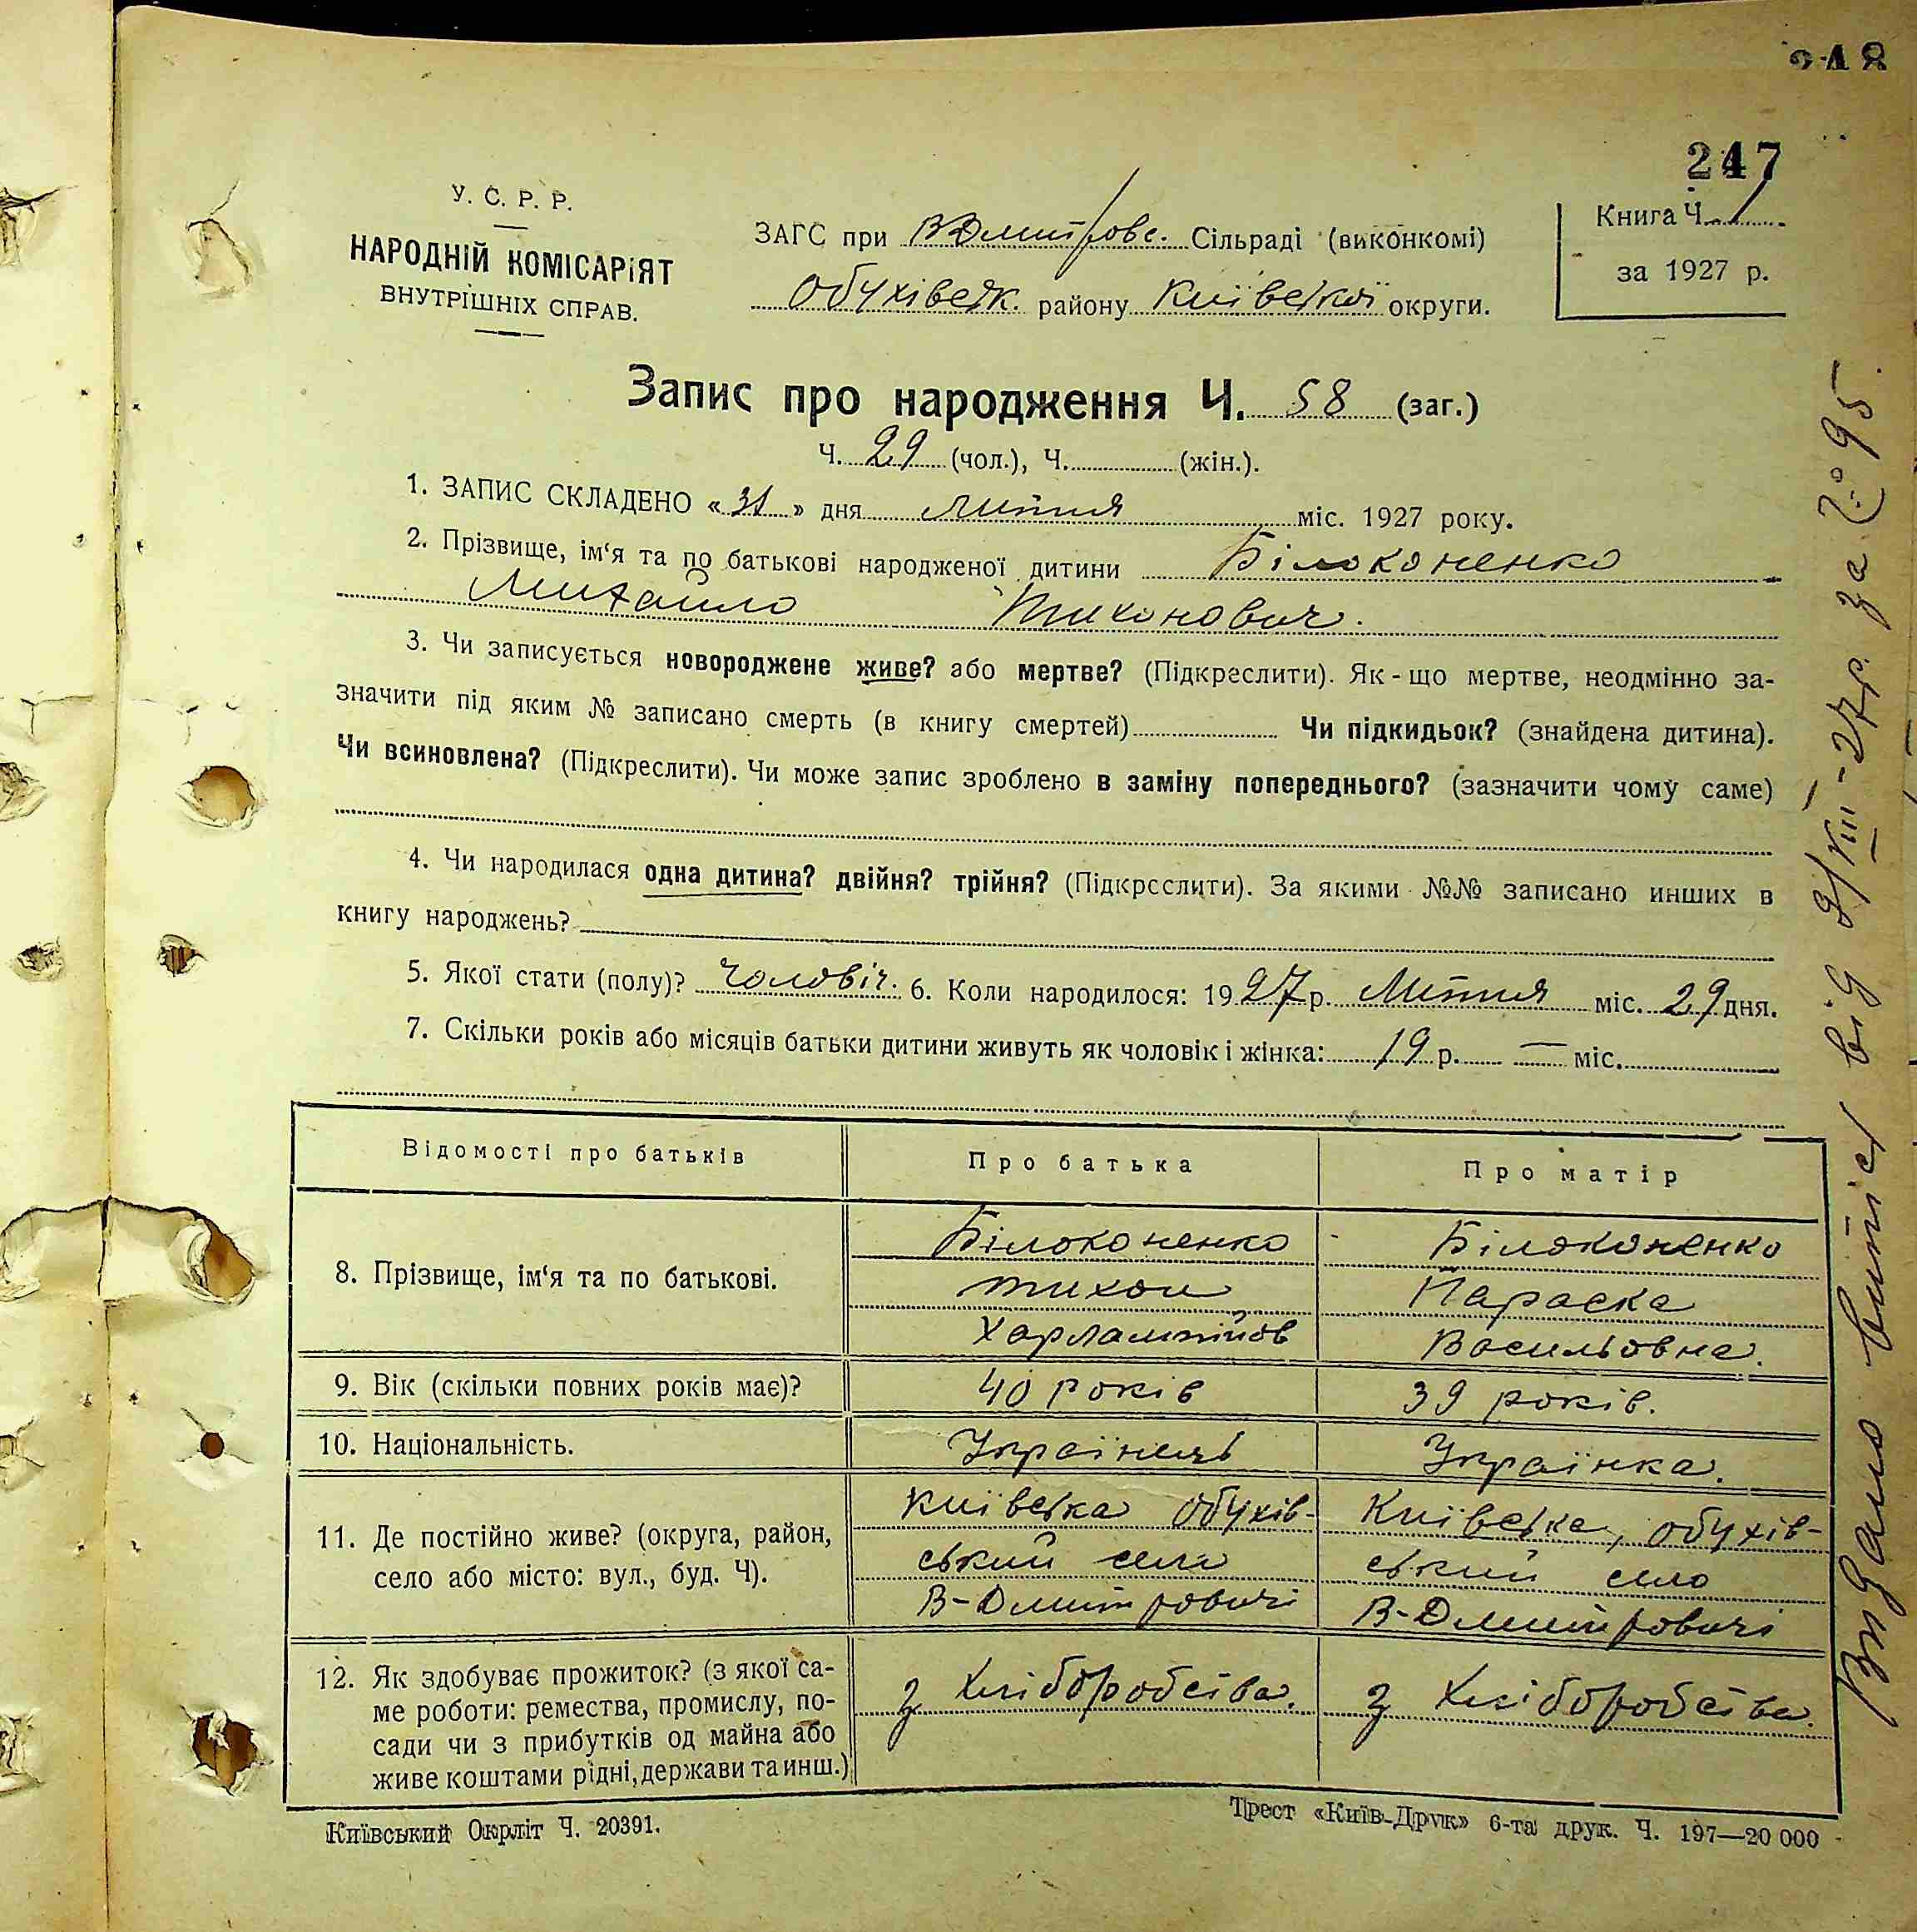 248
247
У. С. Р. Р.
НАРОДНІЙ КОМІСАРІЯТ
ВНУТРІШНІХ СПРАВ.
ЗАГС при ВДмитровс. Сільраді (виконкомі)
Обухівськ. району Київської округи.
Книга Ч. 1
за 1927 р.
Запис про народження Ч. 58 (заг.)
Ч. 29 (чол.), Ч. (жін.).
1. ЗАПИС СКЛАДЕНО «31» дня липня міс. 1927 року.
2. Прізвище, ім‘я та по батькові народженої дитини Білоконенко
Михайло Тихонович.
3. Чи записується новороджене живе? або мертве? (Підкреслити). Як-що мертве, неодмінно за-
значити під яким № записано смерть (в книгу смертей) Чи підкидьок? (знайдена дитина).
Чи всиновлена? (Підкреслити). Чи може запис зроблено в заміну попереднього? (зазначити чому саме)
4. Чи народилася одна дитина? двійня? трійня? (Підкреслити). За якими №№ записано инших в
книгу народжень?
5. Якої стати (полу)? чоловіч. 6. Коли народилося: 1927 р. Липня міс. 29 дня.
7. Скільки років або місяців батьки дитини живуть як чоловік і жінка: 19 р. — міс.
Відомості про батьків Про батька Про матір
8. Прізвище, ім‘я та по батькові.
Білоконенко
Тихон
Харлампійов
Білоконенко
Параска
Васильовна.
9. Вік (скільки повних років має)? 40 років 39 років.
10. Національність. Українець Українка.
11. Де постійно живе? (округа, район,
село або місто: вул., буд. Ч).
Київська Обухів-
ський село
В-Дмитровичі
Київська, Обухів-
ський село
В-Дмитровичі
12. Як здобуває прожиток? (з якої са-
ме роботи: ремества, промислу, по-
сади чи з прибутків од майна або
живе коштами рідні, держави та инш.)
з хліборобства.
з хліборобства.
Київський Окрліт Ч. 20391.
Трест «Київ-Друк» 6-та друк. Ч. 197—20 000
Видано витяг від VIII-27р. за № 95.